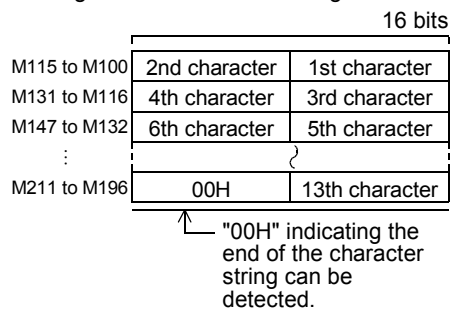 16 bits
M115 to M100 2nd character 1st character
M131 to M116 4th character 3rd character
M147 to M132 6th character 5th character
⋮
M211 to M196 00H 13th character
"00H" indicating the
end of the character
string can be
detected.